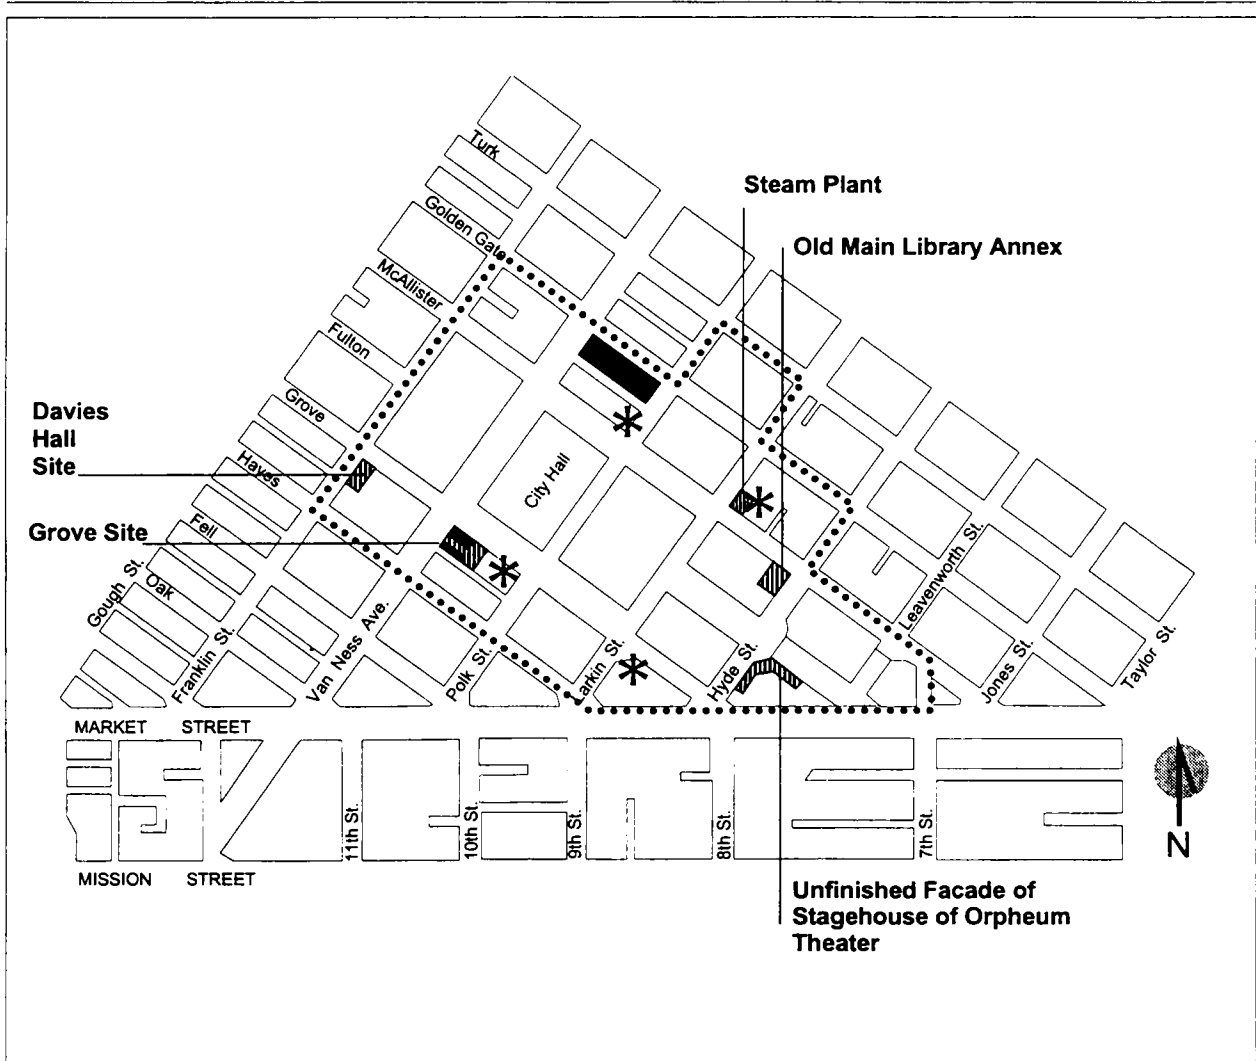 Turk
Golden Gate
McAllister
Fulton
Grove
Hayes
Fell
Oak
Gough St.
Franklin St.
Van Ness Ave.
Polk St.
Larkin St.
Hyde St.
Leavenworth St.
Jones St.
Taylor St.
City Hall
Steam Plant
Old Main Library Annex
Davies
Hall
Site
Grove Site
MARKET STREET
11th St.
10th St.
9th St.
8th St.
7th St.
MISSION STREET
N
Unfinished Facade of
Stagehouse of Orpheum
Theater